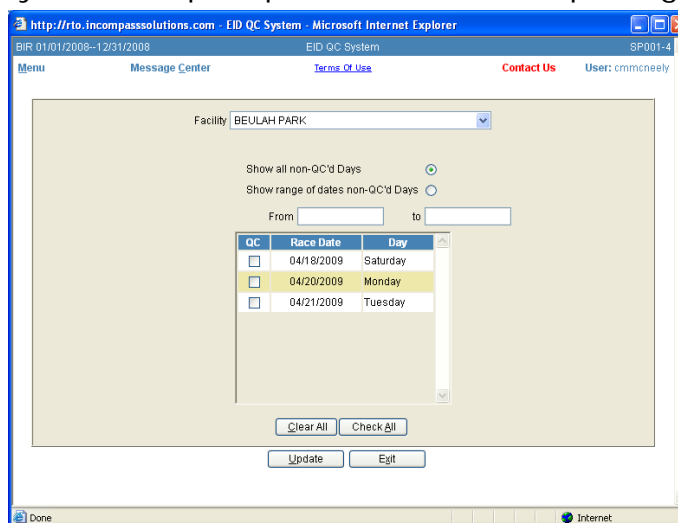 http://rto.incompasssolutions.com - EID QC System - Microsoft Internet Explorer
BIR 01/01/2008--12/31/2008 EID QC System SP001-4
Menu Message Center Terms Of Use Contact Us User: cmmcneely
Facility BEULAH PARK
Show all non-QC'd Days
Show range of dates non-QC'd Days
From to
QC Race Date Day
04/18/2009 Saturday
04/20/2009 Monday
04/21/2009 Tuesday
Clear All Check All
Update Exit
Done Internet